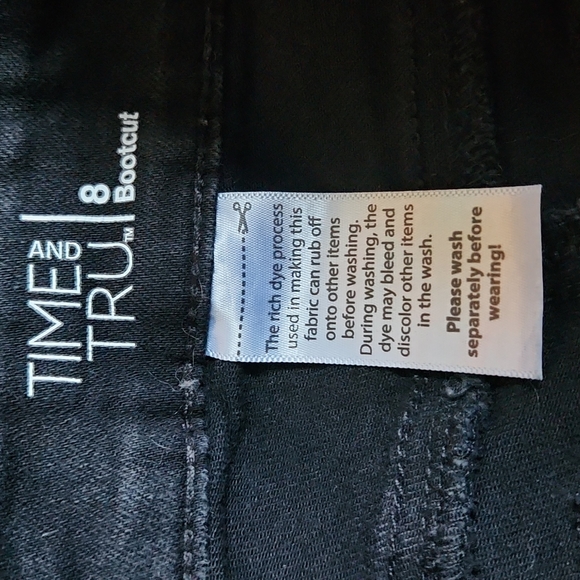 TIME AND
TRU™
8
Bootcut
The rich dye process
used in making this
fabric can rub off
onto other items
before washing.
During washing, the
dye may bleed and
discolor other items
in the wash.
Please wash
separately before
wearing!